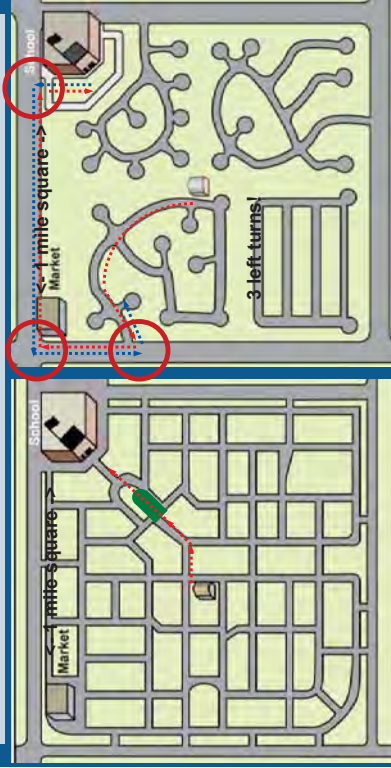 School
<- 1 mile square ->
Market
3 left turns!
School
<- 1 mile square ->
Market